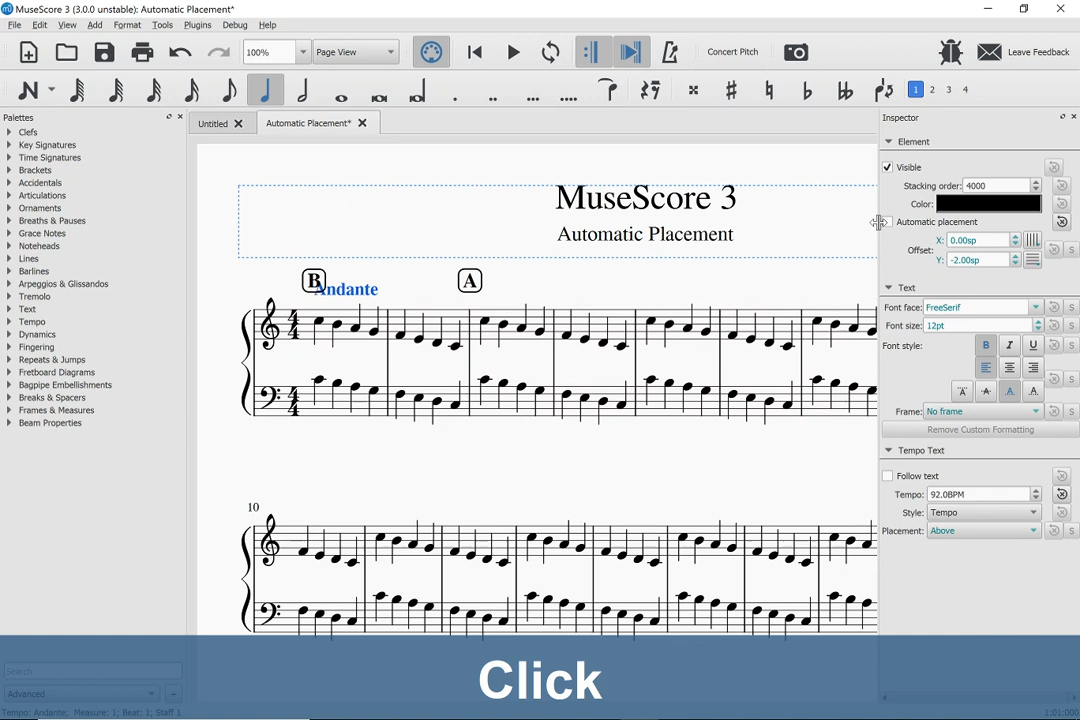 MuseScore 3 (3.0.0 unstable): Automatic Placement*
File Edit View Add Format Tools Plugins Debug Help
100% Page View Concert Pitch Leave Feedback
1 2 3 4
Palettes
Untitled Automatic Placement*
Inspector
Clefs
Key Signatures
Time Signatures
Brackets
Accidentals
Articulations
Ornaments
Breaths & Pauses
Grace Notes
Noteheads
Lines
Barlines
Arpeggios & Glissandos
Tremolo
Text
Tempo
Dynamics
Fingering
Repeats & Jumps
Fretboard Diagrams
Bagpipe Embellishments
Breaks & Spacers
Frames & Measures
Beam Properties
Search
Advanced
MuseScore 3
Automatic Placement
B A
Andante
10
Element
Visible
Stacking order: 4000
Color:
Automatic placement
Offset: X: 0.00sp
Y: -2.00sp
Text
Font face: FreeSerif
Font size: 12pt
Font style: B I U
Frame: No frame
Remove Custom Formatting
Tempo Text
Follow text
Tempo: 92.0BPM
Style: Tempo
Placement: Above
Click
Tempo: Andante; Measure: 1; Beat: 1; Staff 1
1:01:000